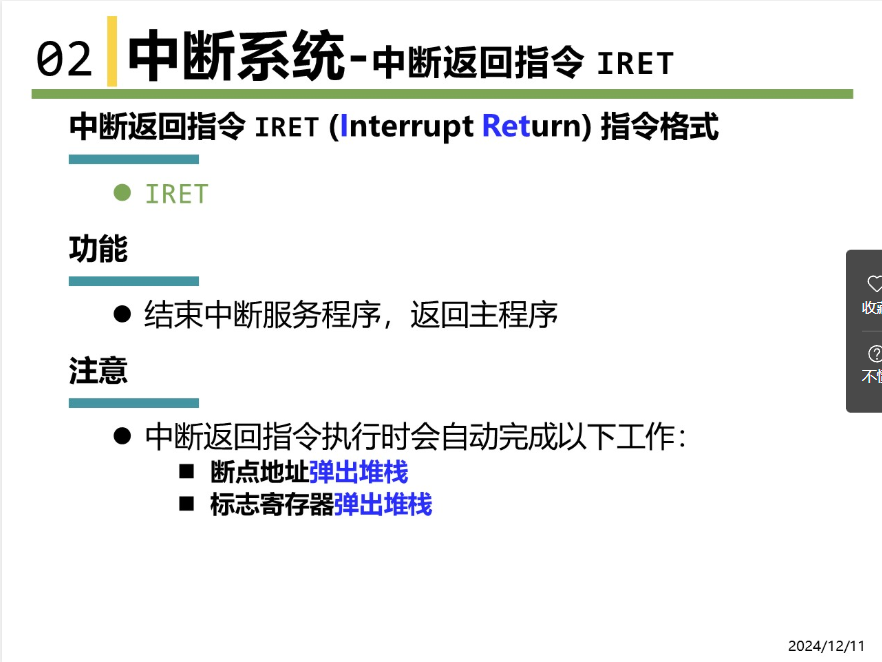 02 中断系统-中断返回指令 IRET
中断返回指令 IRET (Interrupt Return) 指令格式
IRET
功能
结束中断服务程序，返回主程序
注意
中断返回指令执行时会自动完成以下工作：
断点地址弹出堆栈
标志寄存器弹出堆栈
收
不
2024/12/11